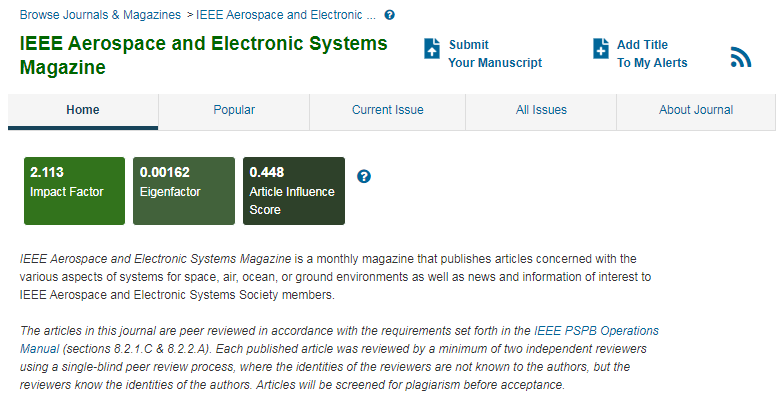 Browse Journals & Magazines > IEEE Aerospace and Electronic ... ?
IEEE Aerospace and Electronic Systems
Magazine
Submit
Your Manuscript
Add Title
To My Alerts
Home
Popular
Current Issue
All Issues
About Journal
2.113
Impact Factor
0.00162
Eigenfactor
0.448
Article Influence
Score
?
IEEE Aerospace and Electronic Systems Magazine is a monthly magazine that publishes articles concerned with the
various aspects of systems for space, air, ocean, or ground environments as well as news and information of interest to
IEEE Aerospace and Electronic Systems Society members.
The articles in this journal are peer reviewed in accordance with the requirements set forth in the IEEE PSPB Operations
Manual (sections 8.2.1.C & 8.2.2.A). Each published article was reviewed by a minimum of two independent reviewers
using a single-blind peer review process, where the identities of the reviewers are not known to the authors, but the
reviewers know the identities of the authors. Articles will be screened for plagiarism before acceptance.